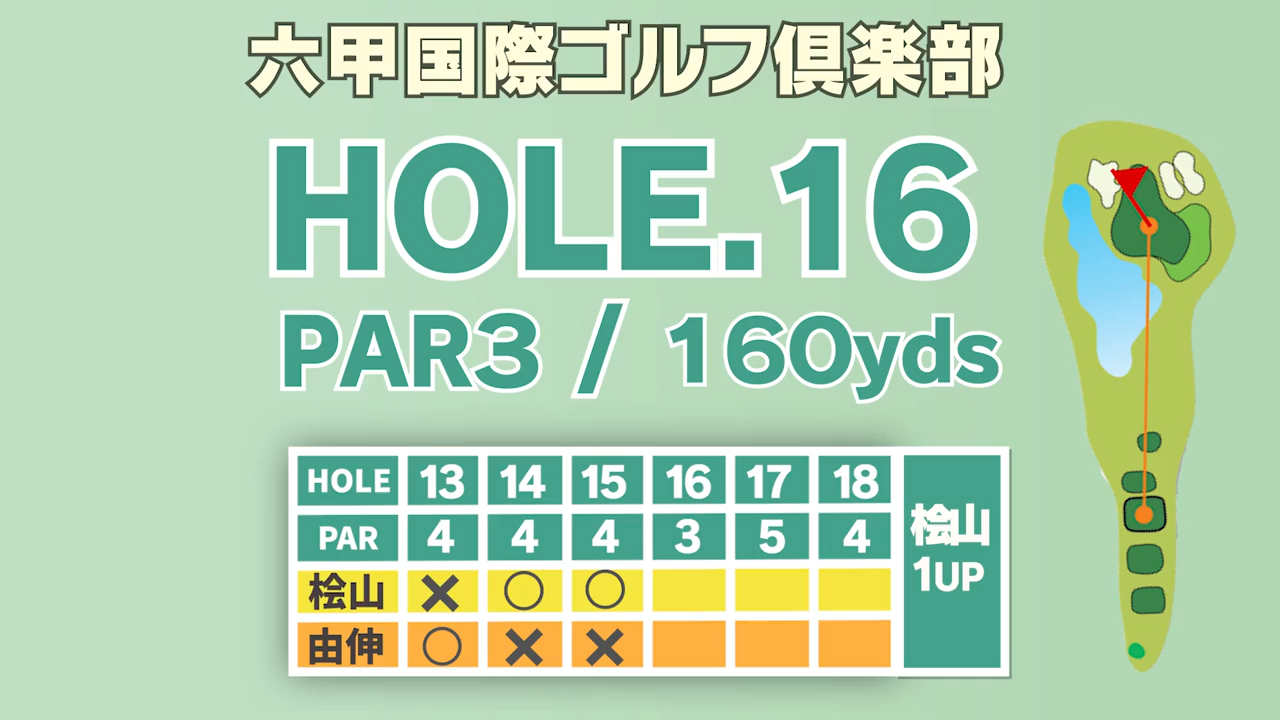 六甲国際ゴルフ倶楽部
HOLE.16
PAR3 / 160yds
HOLE 13 14 15 16 17 18
PAR 4 4 4 3 5 4
桧山 × ○ ○
由伸 ○ × ×
桧山
1UP